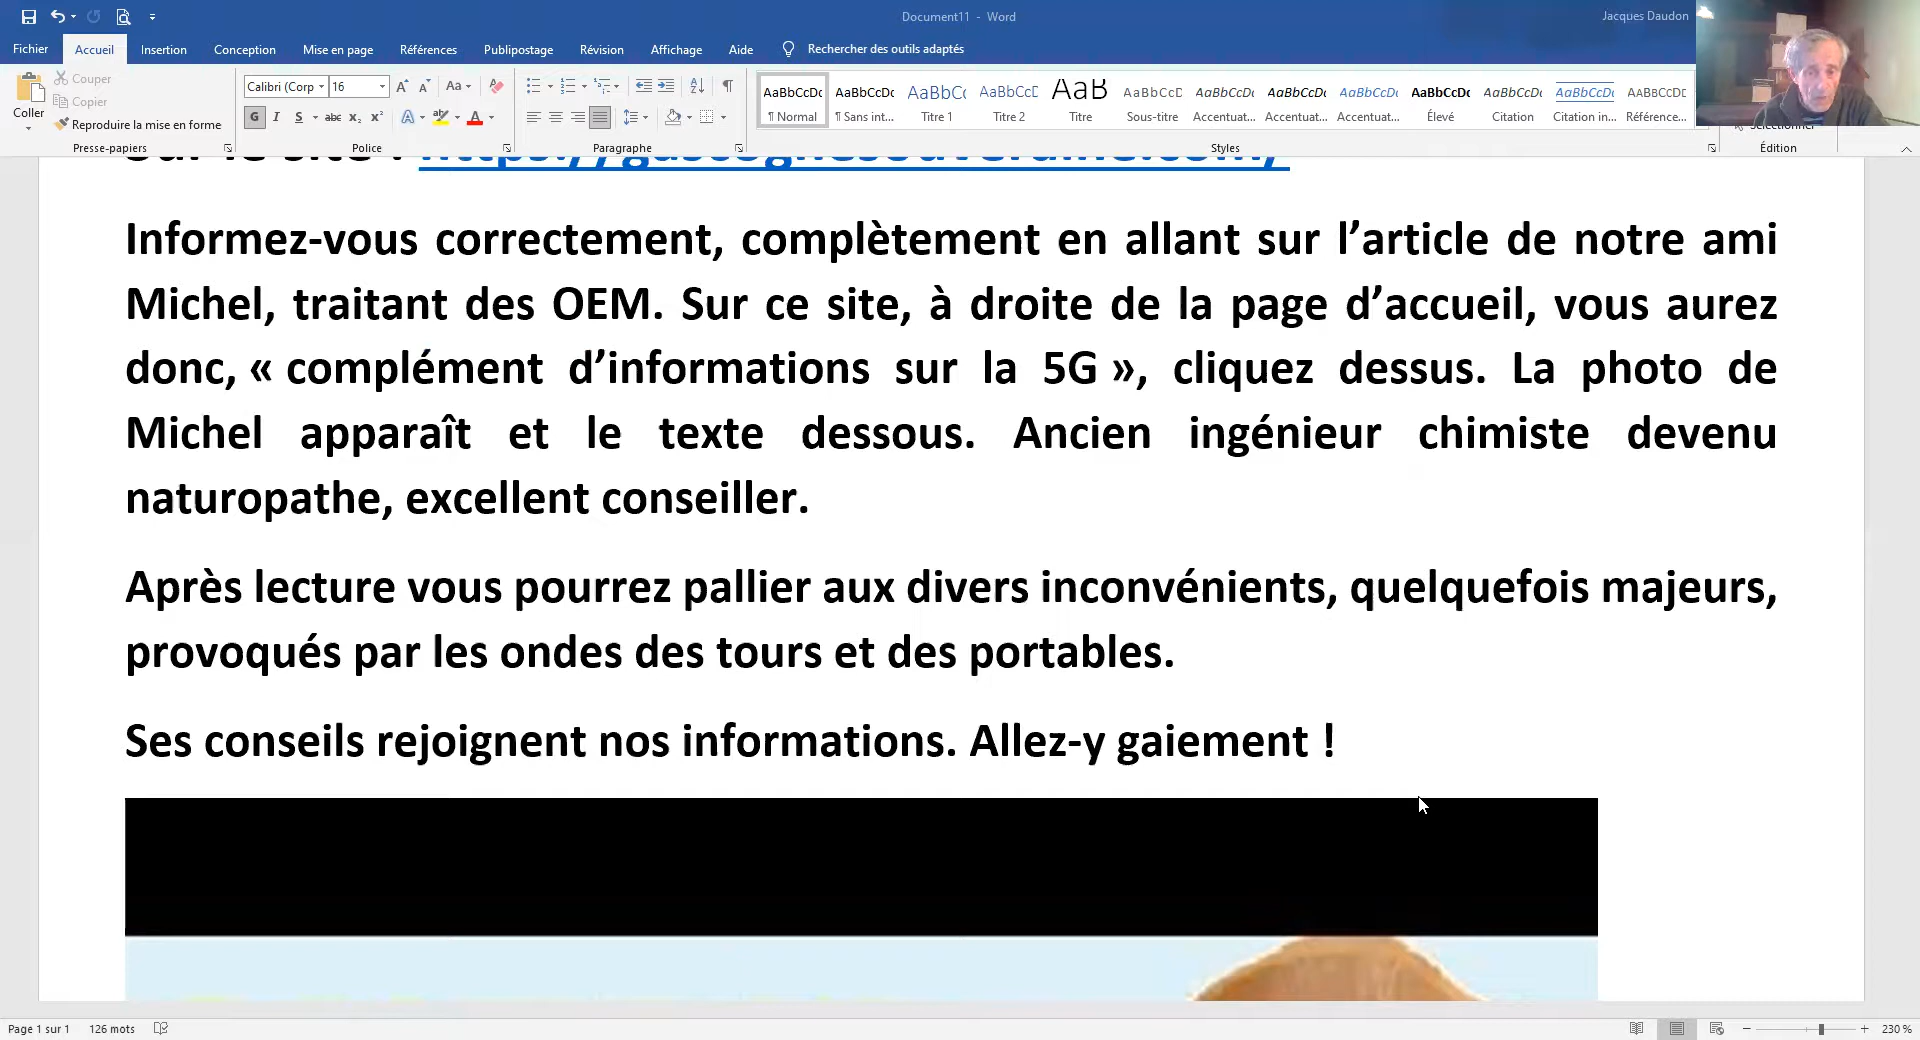 Document11 - Word
Jacques Daudon
Fichier Accueil Insertion Conception Mise en page Références Publipostage Révision Affichage Aide Rechercher des outils adaptés
Couper
Copier
Coller
Reproduire la mise en forme
Calibri (Corp 16
Presse-papiers Police Paragraphe Styles Édition
AaBbCcDc AaBbCcDc AaBbC( AaBbCcE AaB AaBbCcD AaBbCcDc AaBbCcDc AaBbCcDc AaBbCcDc AaBbCcDc AaBbCcDc AABBCCDE
¶ Normal ¶ Sans int... Titre 1 Titre 2 Titre Sous-titre Accentuat... Accentuat... Accentuat... Élevé Citation Citation in... Référence...
Sur le site : https://gascognesouveraine.com/
Informez-vous correctement, complètement en allant sur l’article de notre ami
Michel, traitant des OEM. Sur ce site, à droite de la page d’accueil, vous aurez
donc, « complément d’informations sur la 5G », cliquez dessus. La photo de
Michel apparaît et le texte dessous. Ancien ingénieur chimiste devenu
naturopathe, excellent conseiller.
Après lecture vous pourrez pallier aux divers inconvénients, quelquefois majeurs,
provoqués par les ondes des tours et des portables.
Ses conseils rejoignent nos informations. Allez-y gaiement !
Page 1 sur 1 126 mots
230 %